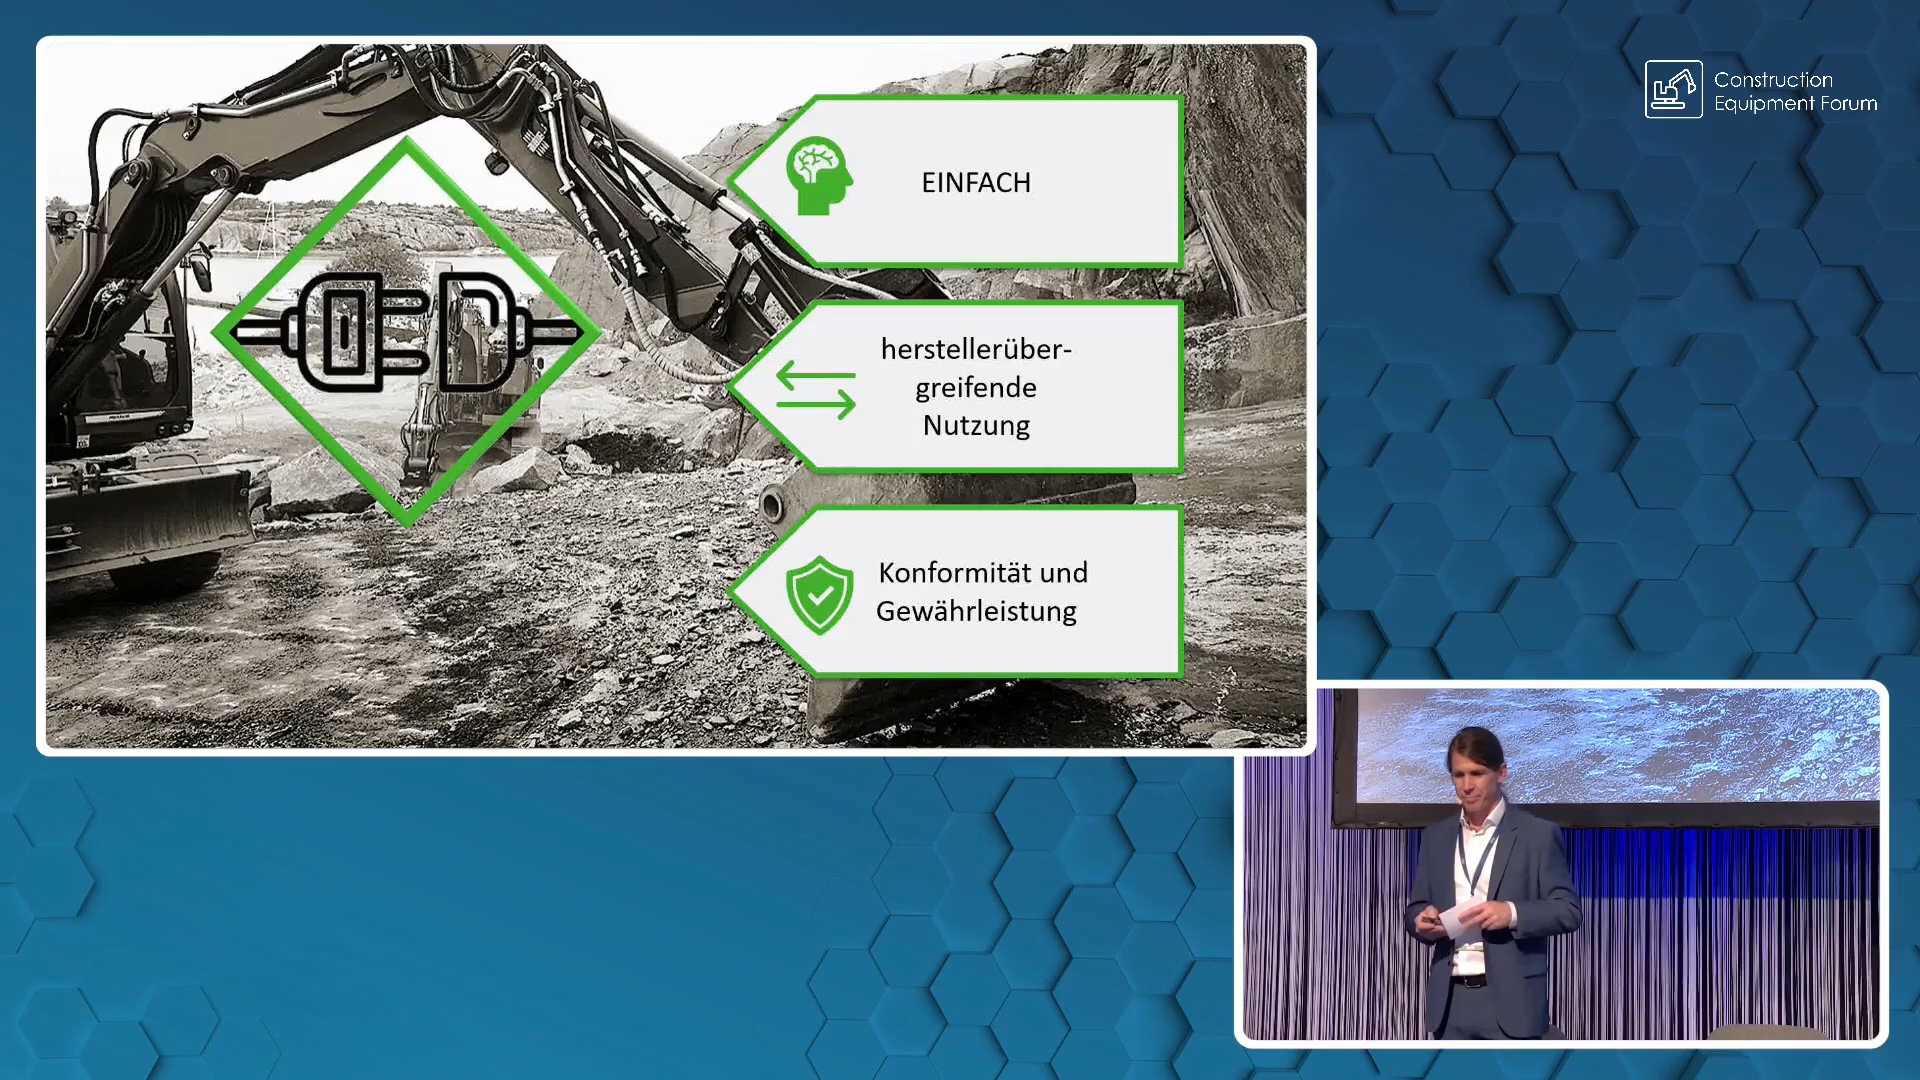 EINFACH
herstellerüber-
greifende
Nutzung
Konformität und
Gewährleistung
Construction
Equipment Forum